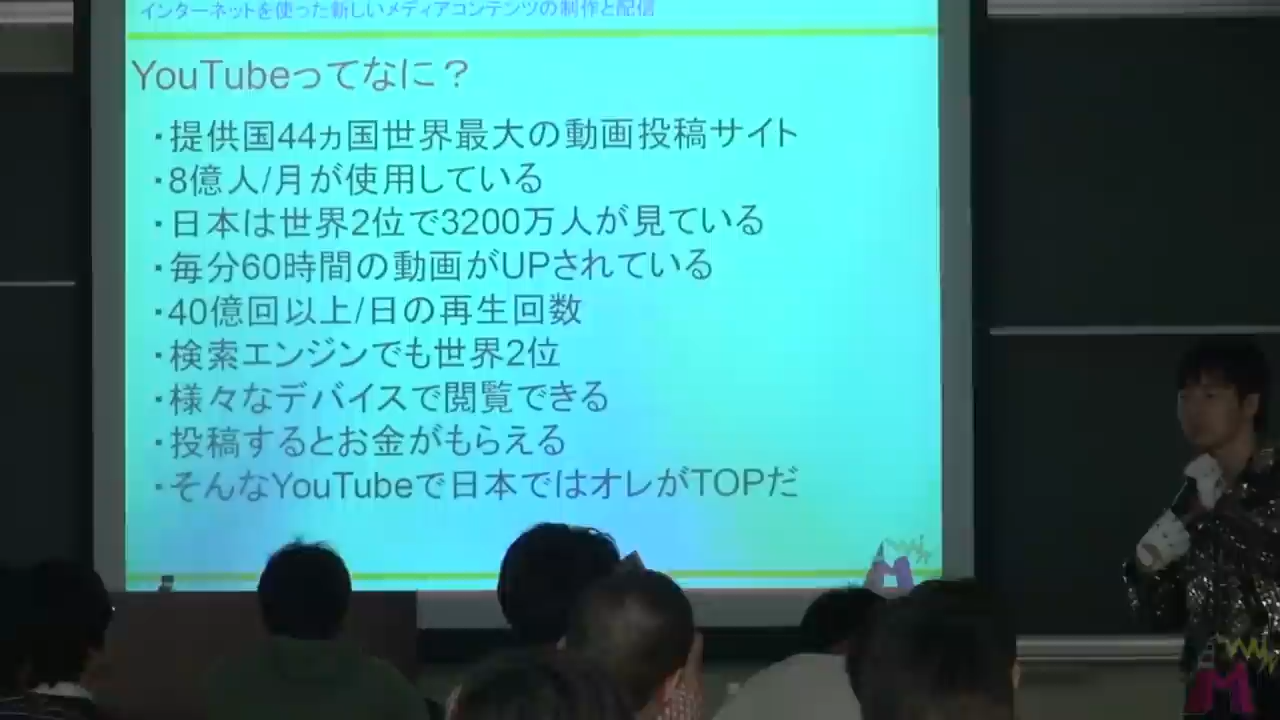 インターネットを使った新しいメディアコンテンツの制作と配信
YouTubeってなに？
・提供国44ヵ国世界最大の動画投稿サイト
・8億人/月が使用している
・日本は世界2位で3200万人が見ている
・毎分60時間の動画がUPされている
・40億回以上/日の再生回数
・検索エンジンでも世界2位
・様々なデバイスで閲覧できる
・投稿するとお金がもらえる
・そんなYouTubeで日本ではオレがTOPだ
M
M